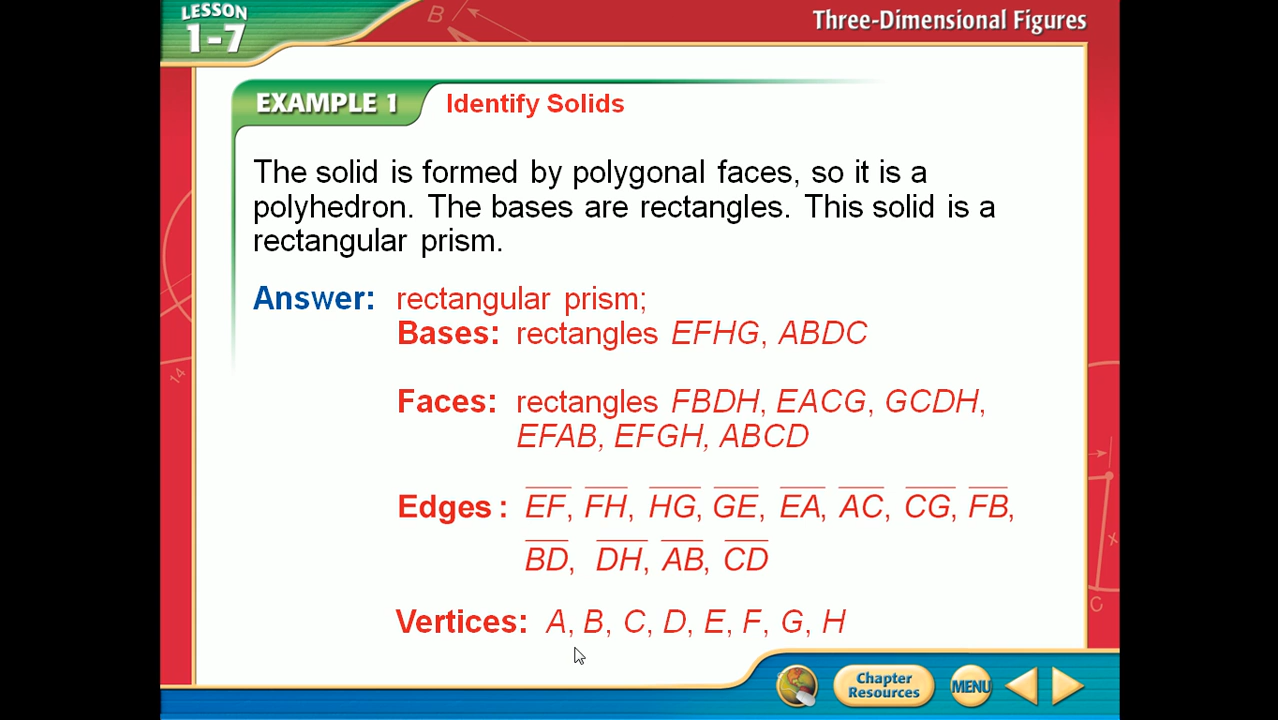 LESSON
1-7
Three-Dimensional Figures
B
A
EXAMPLE 1 Identify Solids
The solid is formed by polygonal faces, so it is a
polyhedron. The bases are rectangles. This solid is a
rectangular prism.
Answer: rectangular prism;
Bases: rectangles EFHG, ABDC
14
Faces: rectangles FBDH, EACG, GCDH,
EFAB, EFGH, ABCD
Edges : EF, FH, HG, GE, EA, AC, CG, FB,
x
BD, DH, AB, CD
C
Vertices: A, B, C, D, E, F, G, H
Chapter
Resources
MENU